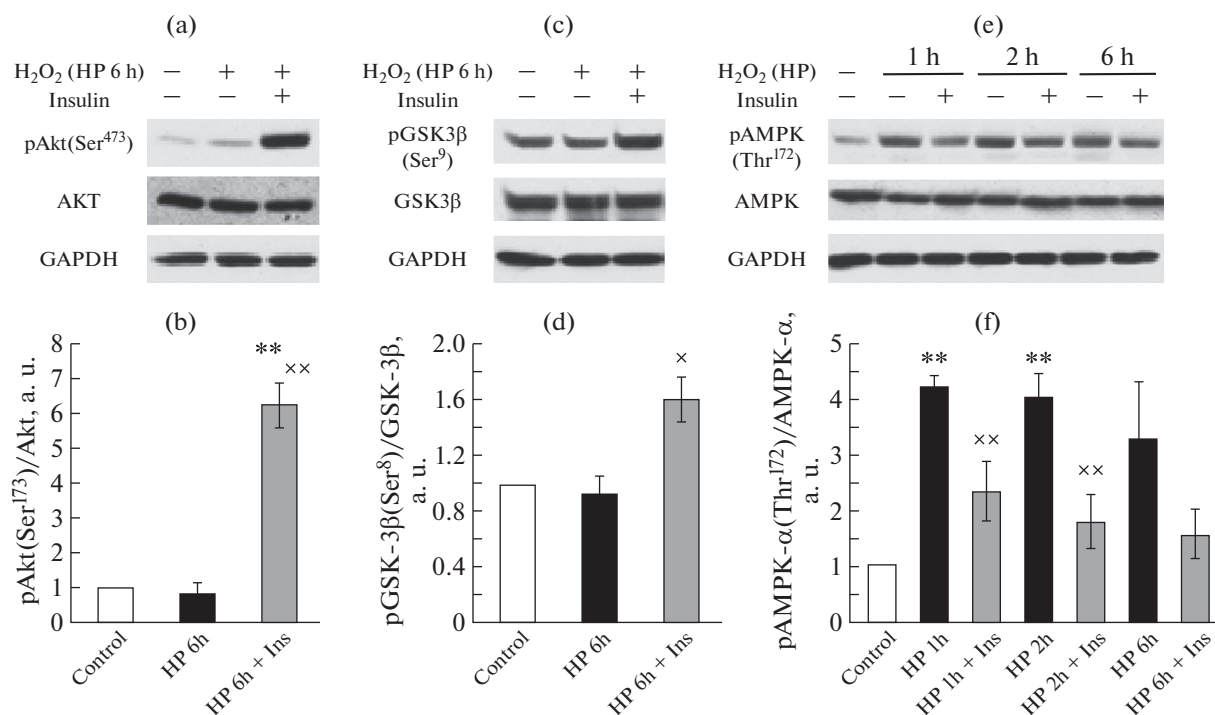 (a)
H₂O₂ (HP 6 h) − + +
Insulin − − +
pAkt(Ser⁴⁷³)
AKT
GAPDH
(c)
H₂O₂ (HP 6 h) − + +
Insulin − − +
pGSK3β
(Ser⁹)
GSK3β
GAPDH
(e)
1 h 2 h 6 h
H₂O₂ (HP) −
Insulin − − + − + − +
pAMPK
(Thr¹⁷²)
AMPK
GAPDH
(b)
pAkt(Ser¹⁷³)/Akt, a. u.
8
7
6
5
4
3
2
1
0
**
××
Control
HP 6h
HP 6h + Ins
(d)
pGSK-3β(Ser⁸)/GSK-3β,
a. u.
2.0
1.6
1.2
0.8
0.4
0
×
Control
HP 6h
HP 6h + Ins
(f)
pAMPK-α(Thr¹⁷²)/AMPK-α,
a. u.
5
4
3
2
1
0
**
××
**
××
Control
HP 1h
HP 1h + Ins
HP 2h
HP 2h + Ins
HP 6h
HP 6h + Ins